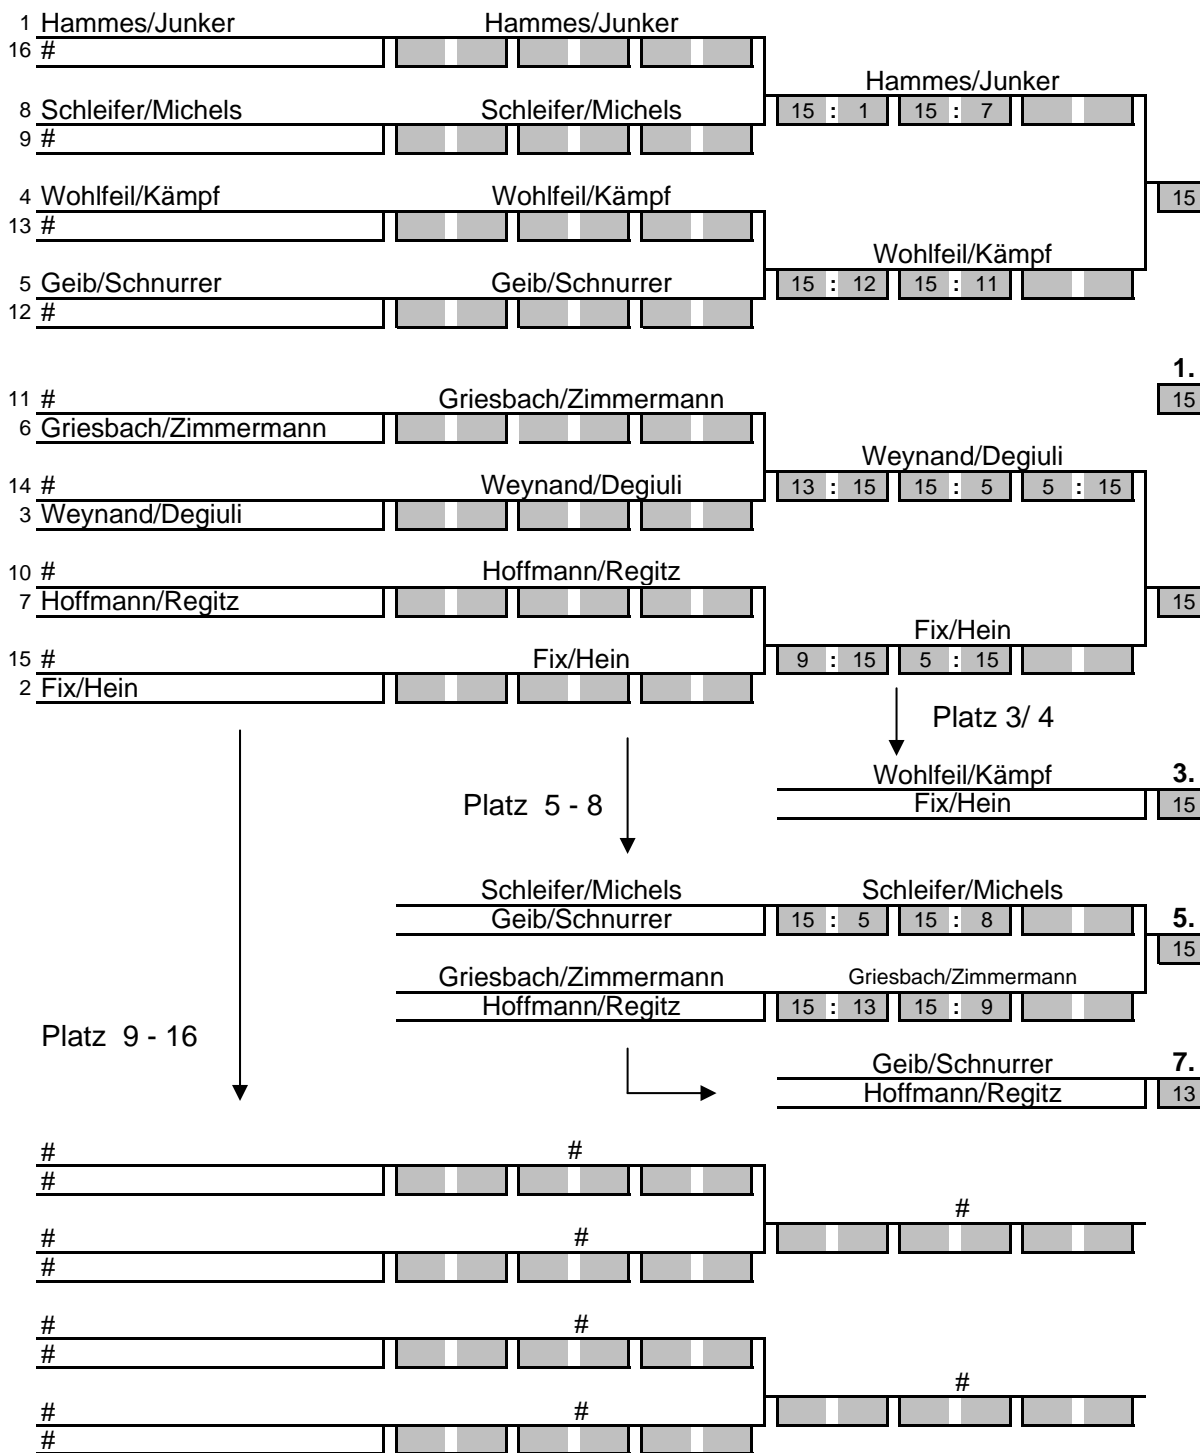 1 Hammes/Junker Hammes/Junker
16 #
Hammes/Junker
8 Schleifer/Michels Schleifer/Michels 15 : 1 15 : 7
9 #
4 Wohlfeil/Kämpf Wohlfeil/Kämpf 15
13 #
Wohlfeil/Kämpf
5 Geib/Schnurrer Geib/Schnurrer 15 : 12 15 : 11
12 #
1.
11 # Griesbach/Zimmermann 15
6 Griesbach/Zimmermann
Weynand/Degiuli
14 # Weynand/Degiuli 13 : 15 15 : 5 5 : 15
3 Weynand/Degiuli
10 # Hoffmann/Regitz
7 Hoffmann/Regitz 15
Fix/Hein
15 # Fix/Hein 9 : 15 5 : 15
2 Fix/Hein
Platz 3/ 4
Wohlfeil/Kämpf 3.
Platz 5 - 8 Fix/Hein 15
Schleifer/Michels Schleifer/Michels
Geib/Schnurrer 15 : 5 15 : 8 5.
15
Griesbach/Zimmermann Griesbach/Zimmermann
Hoffmann/Regitz 15 : 13 15 : 9
Platz 9 - 16
Geib/Schnurrer 7.
Hoffmann/Regitz 13
# #
#
#
# #
#
# #
#
#
# #
#